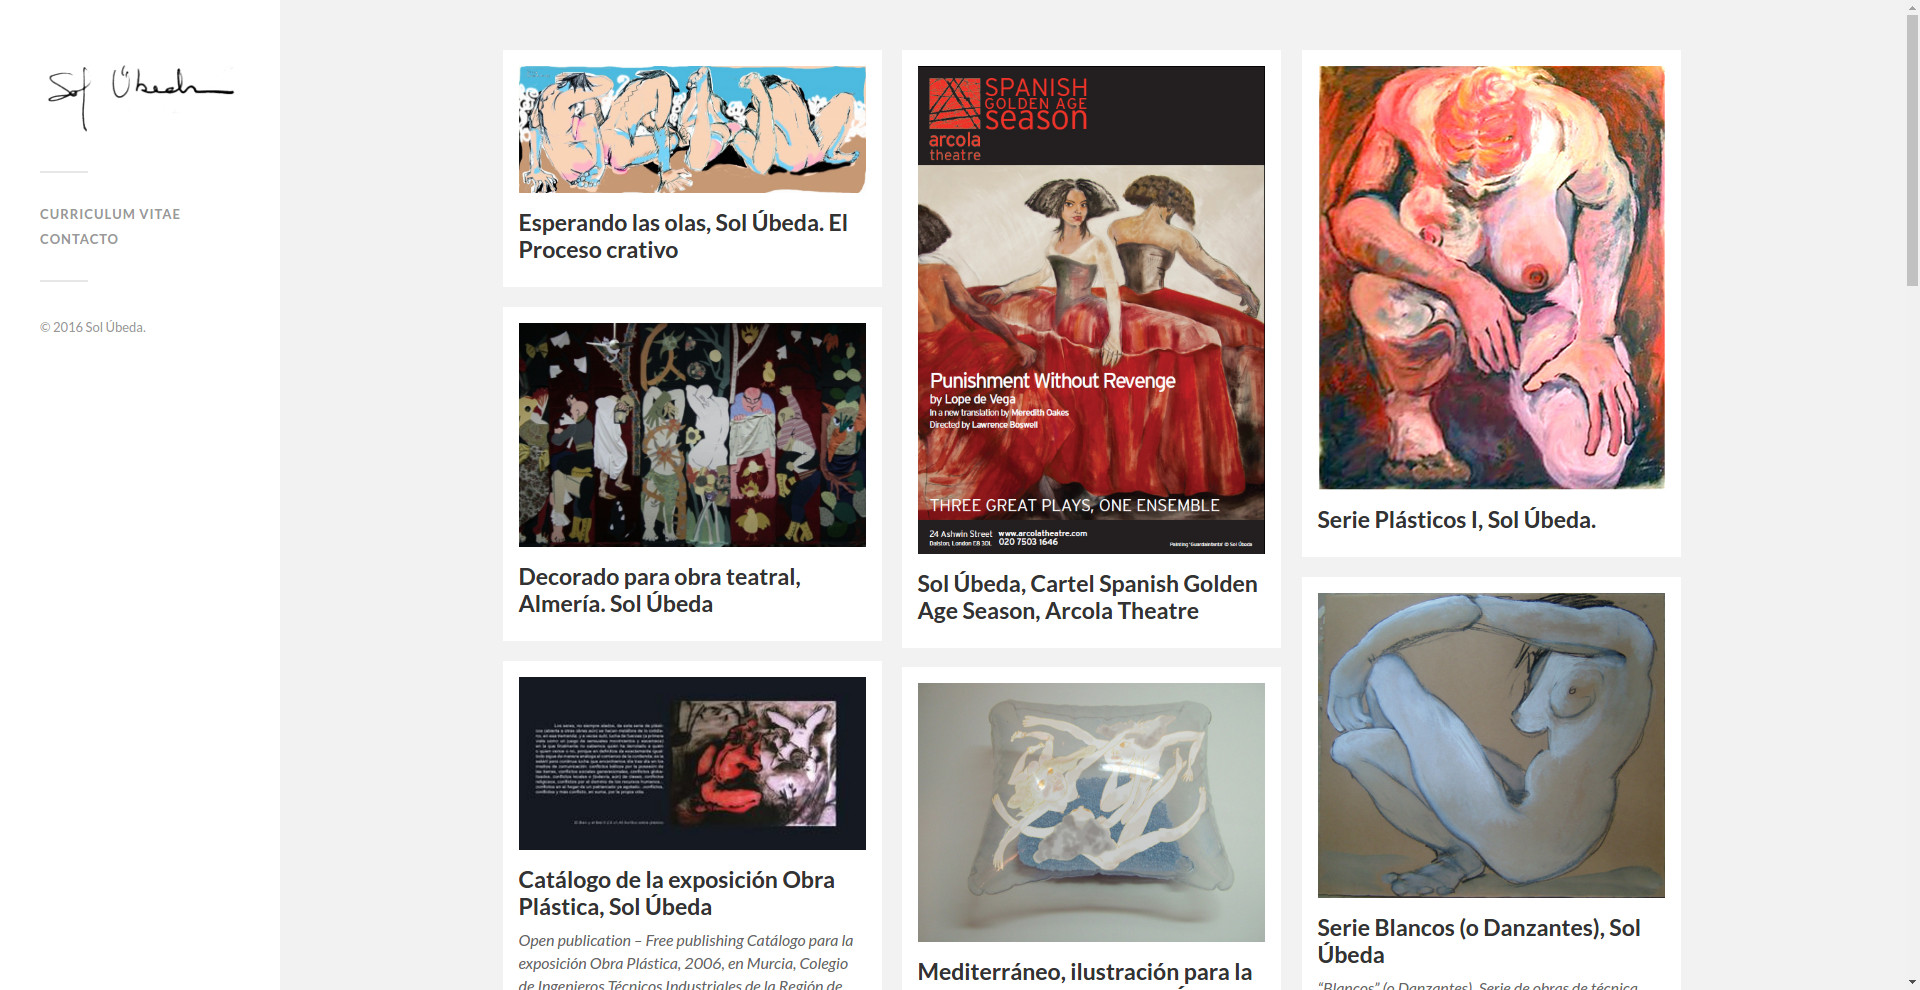 Sol Úbeda
CURRICULUM VITAE
CONTACTO
© 2016 Sol Úbeda.
Esperando las olas, Sol Úbeda. El
Proceso crativo
Decorado para obra teatral,
Almería. Sol Úbeda
Catálogo de la exposición Obra
Plástica, Sol Úbeda
Open publication – Free publishing Catálogo para la
exposición Obra Plástica, 2006, en Murcia, Colegio
de Ingenieros Técnicos Industriales de la Región de
SPANISH
GOLDEN AGE
season
arcola
theatre
Punishment Without Revenge
by Lope de Vega
In a new translation by Meredith Oakes
Directed by Lawrence Boswell
THREE GREAT PLAYS, ONE ENSEMBLE
24 Ashwin Street www.arcolatheatre.com
Dalston, London E8 3DL 020 7503 1646
Painting 'Guardainfante' © Sol Úbeda
Sol Úbeda, Cartel Spanish Golden
Age Season, Arcola Theatre
Mediterráneo, ilustración para la
Serie Plásticos I, Sol Úbeda.
Serie Blancos (o Danzantes), Sol
Úbeda
“Blancos” (o Danzantes). Serie de obras de técnica